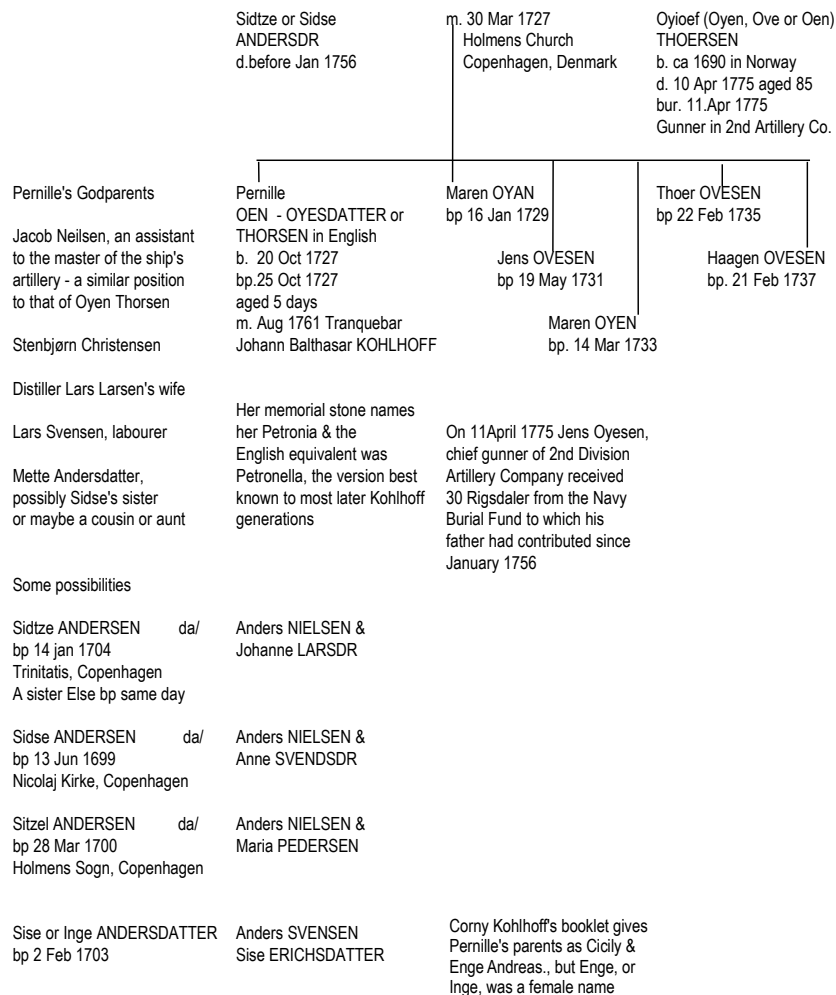 Sidtze or Sidse
ANDERSDR
d.before Jan 1756
m. 30 Mar 1727
Holmens Church
Copenhagen, Denmark
Oyioef (Oyen, Ove or Oen)
THOERSEN
b. ca 1690 in Norway
d. 10 Apr 1775 aged 85
bur. 11.Apr 1775
Gunner in 2nd Artillery Co.
Pernille's Godparents
Jacob Neilsen, an assistant
to the master of the ship's
artillery - a similar position
to that of Oyen Thorsen
Stenbjørn Christensen
Distiller Lars Larsen's wife
Lars Svensen, labourer
Mette Andersdatter,
possibly Sidse's sister
or maybe a cousin or aunt
Pernille
OEN - OYESDATTER or
THORSEN in English
b. 20 Oct 1727
bp.25 Oct 1727
aged 5 days
m. Aug 1761 Tranquebar
Johann Balthasar KOHLHOFF
Her memorial stone names
her Petronia & the
English equivalent was
Petronella, the version best
known to most later Kohlhoff
generations
Maren OYAN
bp 16 Jan 1729
Jens OVESEN
bp 19 May 1731
Maren OYEN
bp. 14 Mar 1733
Thoer OVESEN
bp 22 Feb 1735
Haagen OVESEN
bp. 21 Feb 1737
On 11April 1775 Jens Oyesen,
chief gunner of 2nd Division
Artillery Company received
30 Rigsdaler from the Navy
Burial Fund to which his
father had contributed since
January 1756
Some possibilities
Sidtze ANDERSEN da/ Anders NIELSEN &
bp 14 jan 1704 Johanne LARSDR
Trinitatis, Copenhagen
A sister Else bp same day
Sidse ANDERSEN da/ Anders NIELSEN &
bp 13 Jun 1699 Anne SVENDSDR
Nicolaj Kirke, Copenhagen
Sitzel ANDERSEN da/ Anders NIELSEN &
bp 28 Mar 1700 Maria PEDERSEN
Holmens Sogn, Copenhagen
Sise or Inge ANDERSDATTER Anders SVENSEN
bp 2 Feb 1703 Sise ERICHSDATTER
Corny Kohlhoff's booklet gives
Pernille's parents as Cicily &
Enge Andreas., but Enge, or
Inge, was a female name